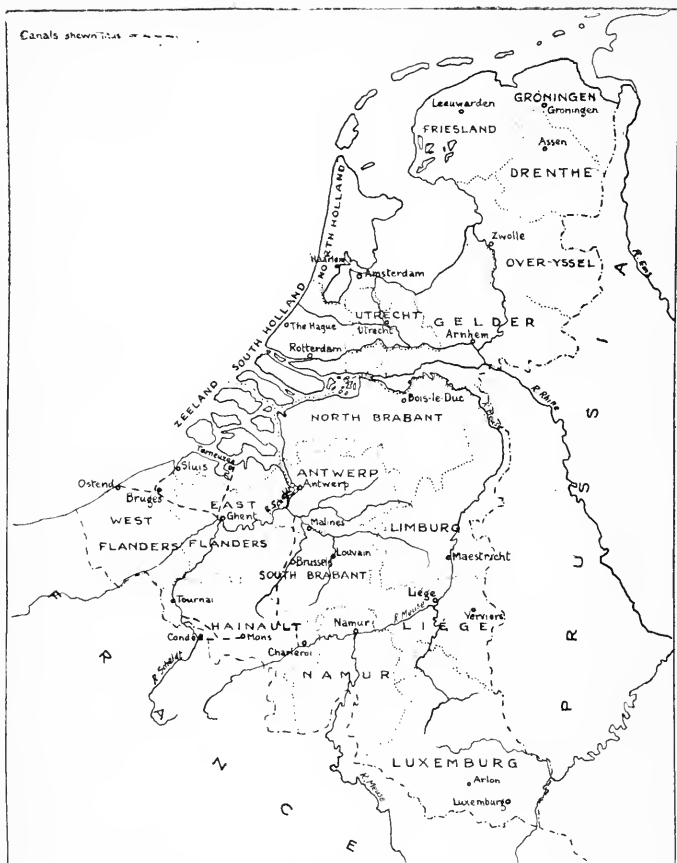 Canals shewn thus
Leeuwarden
GRÖNINGEN
Groningen
FRIESLAND
Assen
DRENTHE
NORTH HOLLAND
Zwolle
Haarlem
Amsterdam
OVER-YSSEL
R. Ems
SOUTH HOLLAND
UTRECHT
Utrecht
GELDER
The Hague
Arnhem
Rotterdam
ZEELAND
Bois-le-Duc
R. Rhine
NORTH BRABANT
Terneuzen
Sluis
ANTWERP
Antwerp
Ostend
Bruges
EAST
Ghent
WEST
Malines
LIMBURG
FLANDERS
FLANDERS
Louvain
Brussels
Maestricht
SOUTH BRABANT
Tournai
Liége
R. Meuse
HAINAULT
Namur
LIÉGE
Verviers
Condé
Mons
Charleroi
R. Scheldt
NAMUR
LUXEMBURG
Arlon
R. Meuse
Luxemburg
FRANCE
PRUSSIA